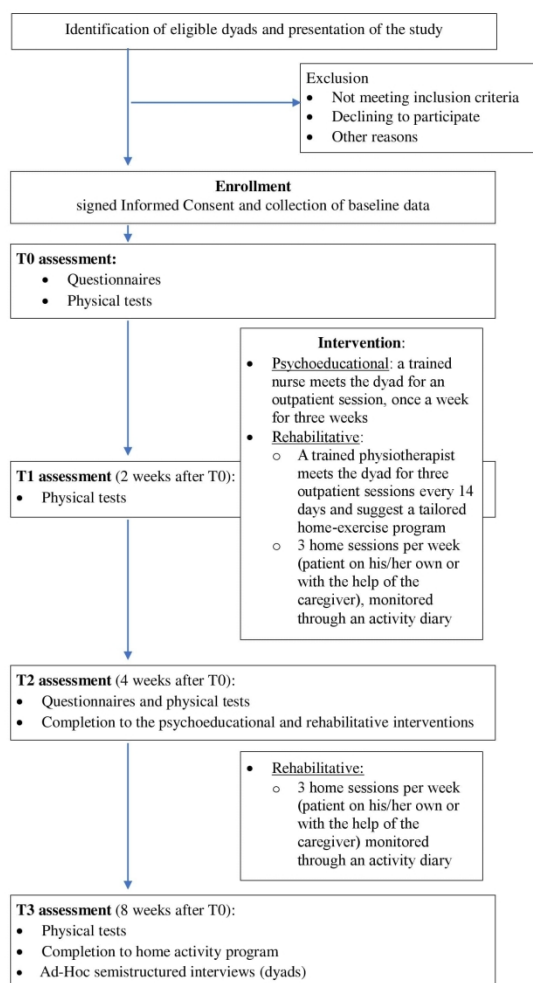 Identification of eligible dyads and presentation of the study
Exclusion
• Not meeting inclusion criteria
• Declining to participate
• Other reasons
Enrollment
signed Informed Consent and collection of baseline data
T0 assessment:
• Questionnaires
• Physical tests
Intervention:
• Psychoeducational: a trained
nurse meets the dyad for an
outpatient session, once a week
for three weeks
• Rehabilitative:
o A trained physiotherapist
meets the dyad for three
outpatient sessions every 14
days and suggest a tailored
home-exercise program
o 3 home sessions per week
(patient on his/her own or
with the help of the
caregiver), monitored
through an activity diary
T1 assessment (2 weeks after T0):
• Physical tests
T2 assessment (4 weeks after T0):
• Questionnaires and physical tests
• Completion to the psychoeducational and rehabilitative interventions
• Rehabilitative:
o 3 home sessions per week
(patient on his/her own or
with the help of the
caregiver) monitored
through an activity diary
T3 assessment (8 weeks after T0):
• Physical tests
• Completion to home activity program
• Ad-Hoc semistructured interviews (dyads)